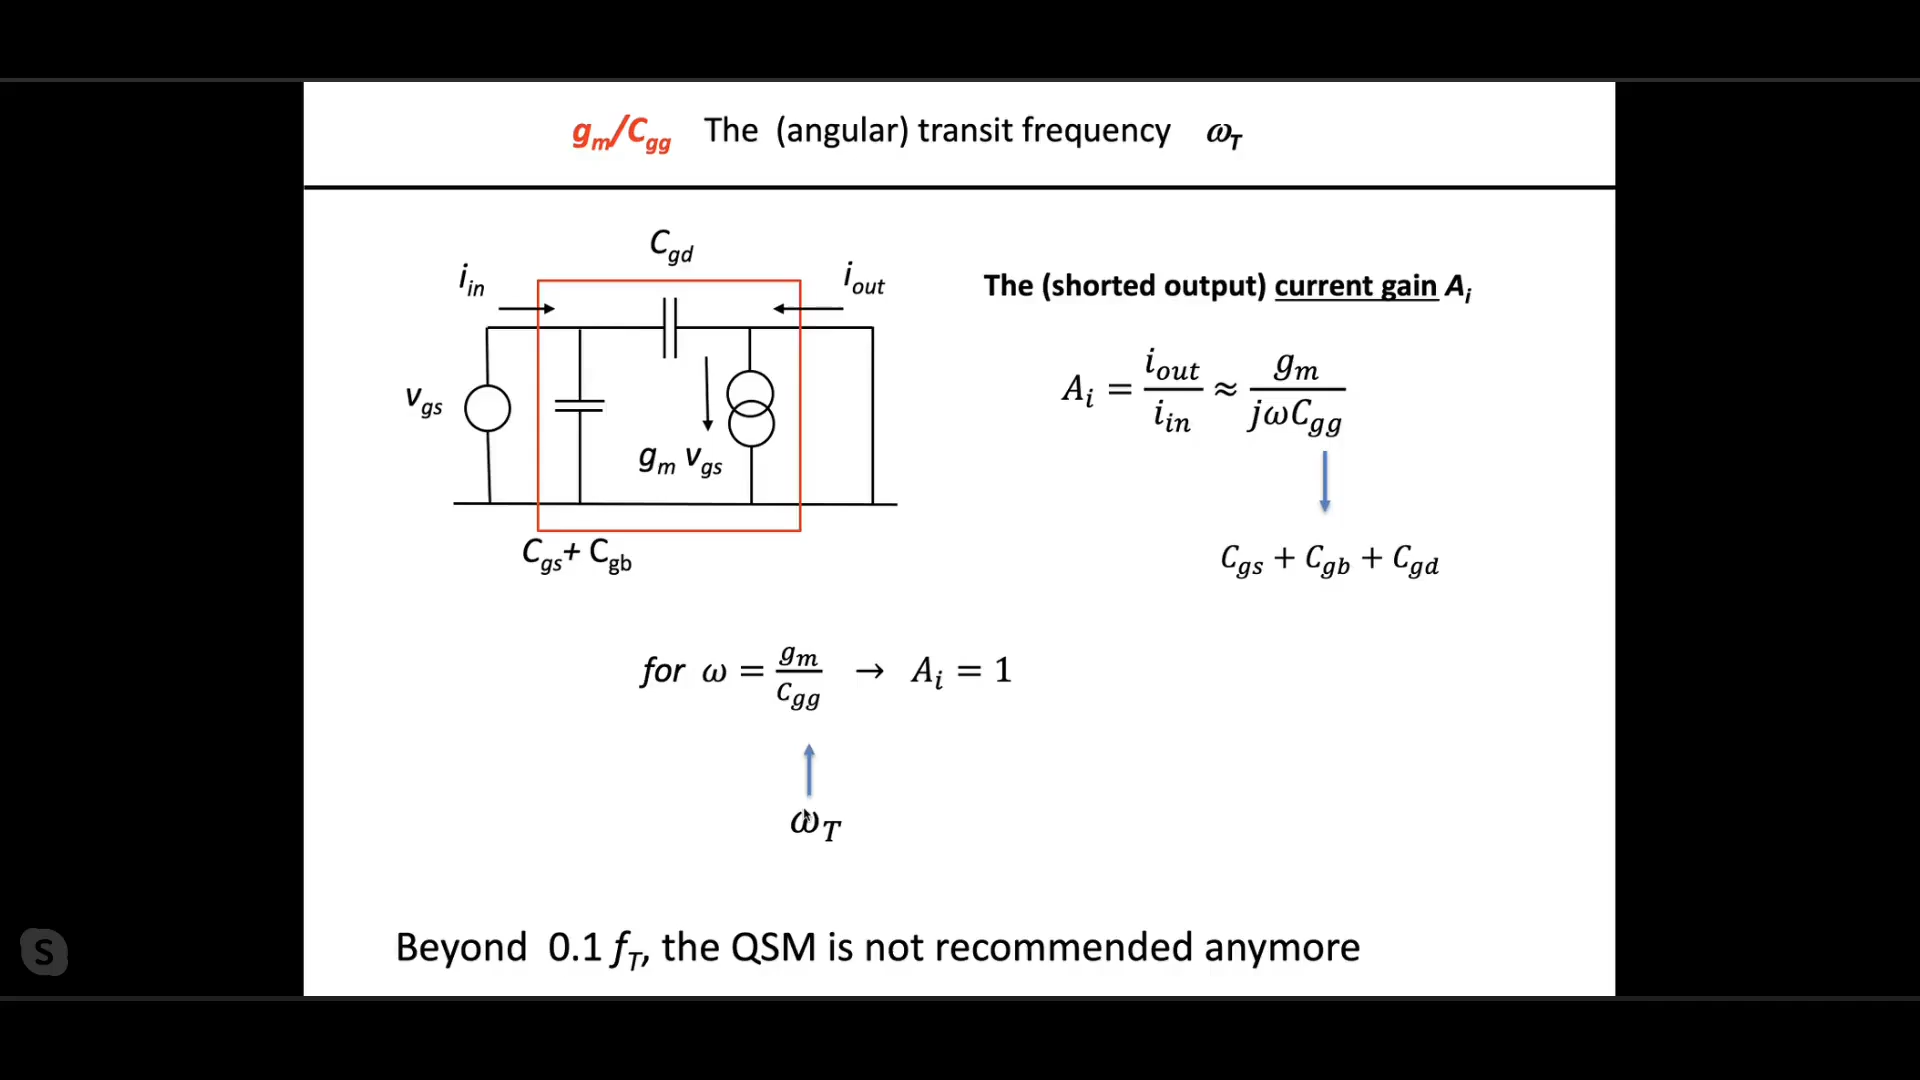 gm/Cgg The (angular) transit frequency ωT
Cgd
iin
iout
The (shorted output) current gain Ai
Ai = iout/iin ≈ gm/jωCgg
vgs
gm vgs
Cgs + Cgb
Cgs + Cgb + Cgd
for ω = gm/Cgg → Ai = 1
ωT
Beyond 0.1 fT, the QSM is not recommended anymore
S